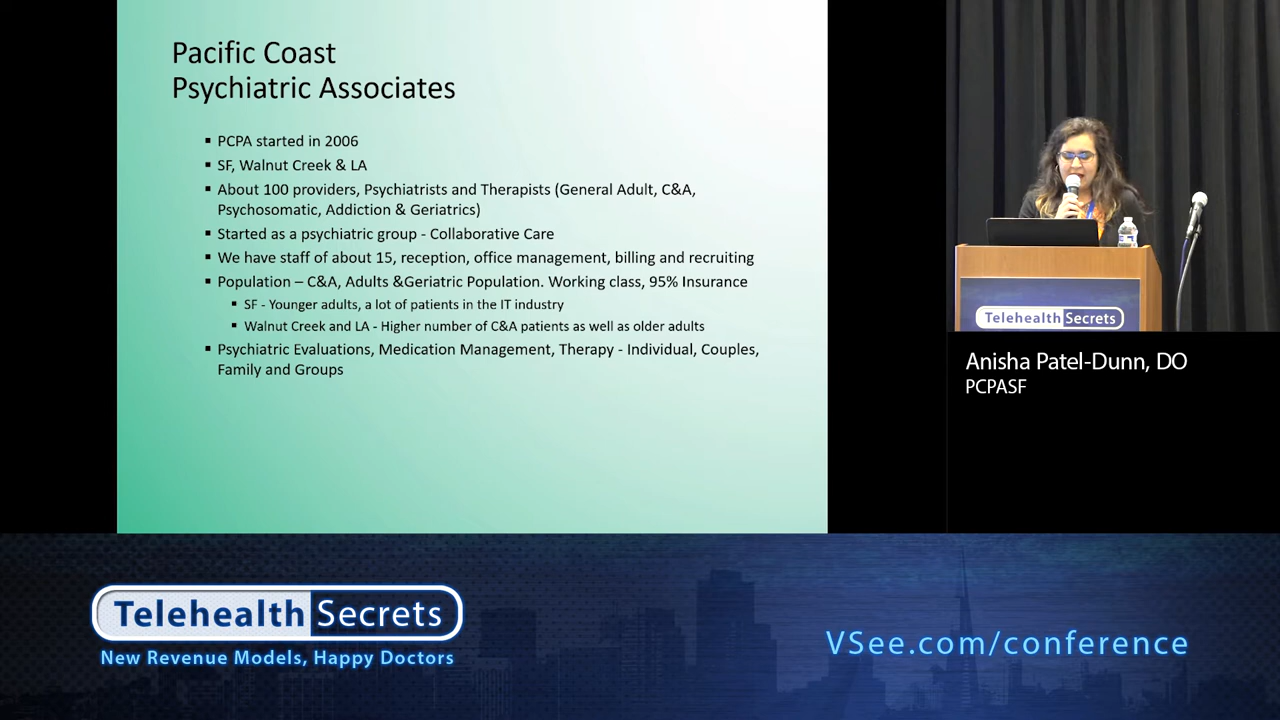 Pacific Coast
Psychiatric Associates
▪ PCPA started in 2006
▪ SF, Walnut Creek & LA
▪ About 100 providers, Psychiatrists and Therapists (General Adult, C&A,
Psychosomatic, Addiction & Geriatrics)
▪ Started as a psychiatric group - Collaborative Care
▪ We have staff of about 15, reception, office management, billing and recruiting
▪ Population – C&A, Adults &Geriatric Population. Working class, 95% Insurance
▪ SF - Younger adults, a lot of patients in the IT industry
▪ Walnut Creek and LA - Higher number of C&A patients as well as older adults
▪ Psychiatric Evaluations, Medication Management, Therapy - Individual, Couples,
Family and Groups
Telehealth Secrets
Anisha Patel-Dunn, DO
PCPASF
Telehealth Secrets
New Revenue Models, Happy Doctors
VSee.com/conference